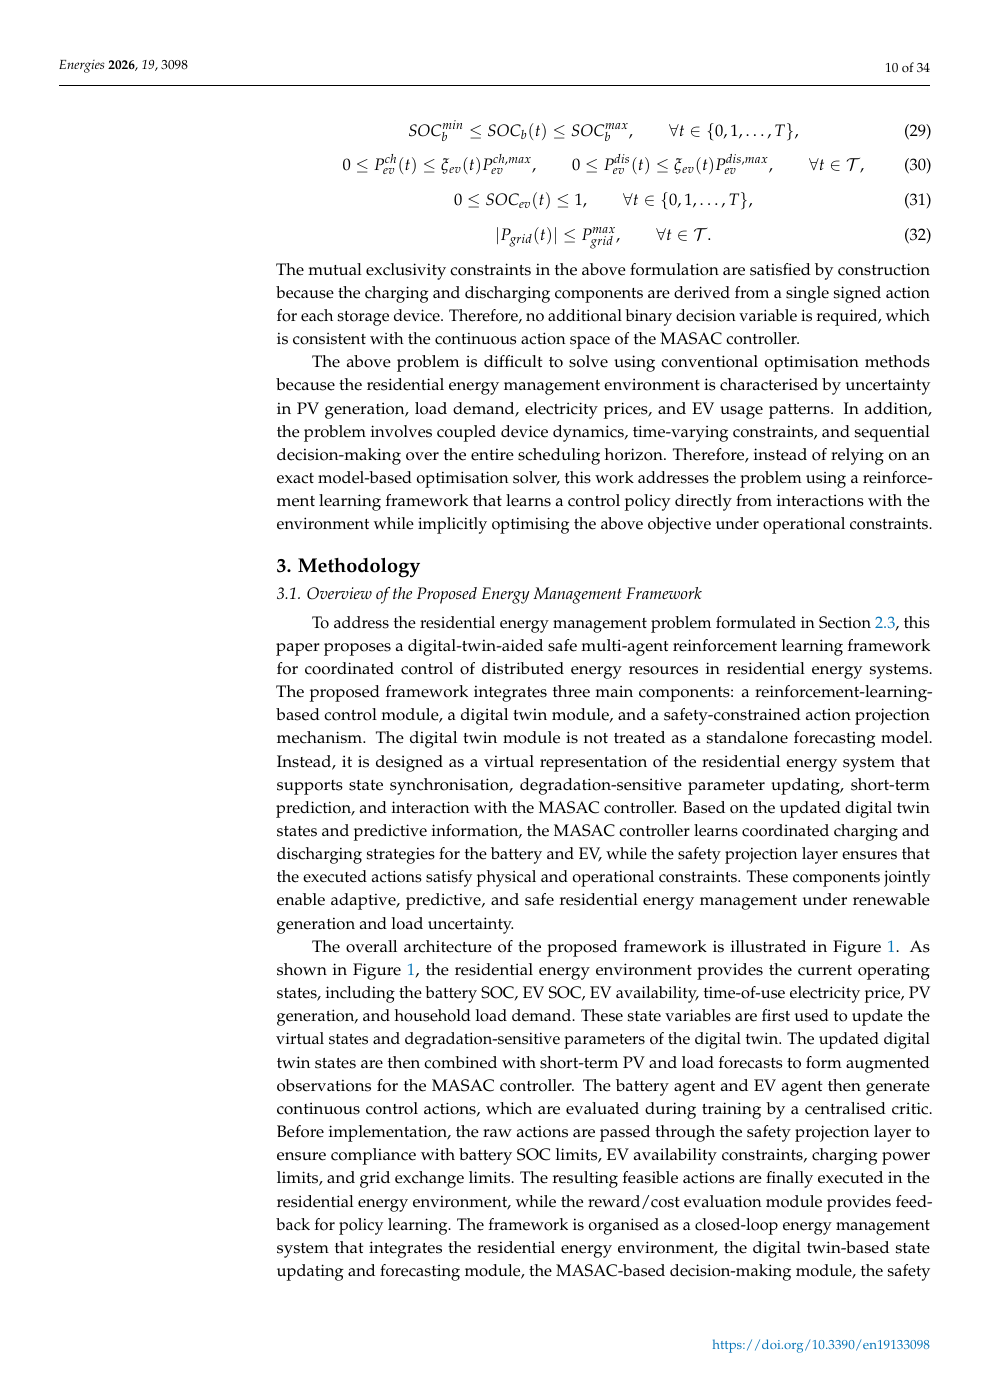 Energies 2026, 19, 3098
10 of 34
SOC_b^{min} ≤ SOC_b(t) ≤ SOC_b^{max}, ∀t ∈ {0, 1, . . . , T}, (29)
0 ≤ P_{ev}^{ch}(t) ≤ ξ_{ev}(t)P_{ev}^{ch,max}, 0 ≤ P_{ev}^{dis}(t) ≤ ξ_{ev}(t)P_{ev}^{dis,max}, ∀t ∈ 𝒯, (30)
0 ≤ SOC_{ev}(t) ≤ 1, ∀t ∈ {0, 1, . . . , T}, (31)
|P_{grid}(t)| ≤ P_{grid}^{max}, ∀t ∈ 𝒯. (32)
The mutual exclusivity constraints in the above formulation are satisfied by construction
because the charging and discharging components are derived from a single signed action
for each storage device. Therefore, no additional binary decision variable is required, which
is consistent with the continuous action space of the MASAC controller.
The above problem is difficult to solve using conventional optimisation methods
because the residential energy management environment is characterised by uncertainty
in PV generation, load demand, electricity prices, and EV usage patterns. In addition,
the problem involves coupled device dynamics, time-varying constraints, and sequential
decision-making over the entire scheduling horizon. Therefore, instead of relying on an
exact model-based optimisation solver, this work addresses the problem using a reinforce-
ment learning framework that learns a control policy directly from interactions with the
environment while implicitly optimising the above objective under operational constraints.
3. Methodology
3.1. Overview of the Proposed Energy Management Framework
To address the residential energy management problem formulated in Section 2.3, this
paper proposes a digital-twin-aided safe multi-agent reinforcement learning framework
for coordinated control of distributed energy resources in residential energy systems.
The proposed framework integrates three main components: a reinforcement-learning-
based control module, a digital twin module, and a safety-constrained action projection
mechanism. The digital twin module is not treated as a standalone forecasting model.
Instead, it is designed as a virtual representation of the residential energy system that
supports state synchronisation, degradation-sensitive parameter updating, short-term
prediction, and interaction with the MASAC controller. Based on the updated digital twin
states and predictive information, the MASAC controller learns coordinated charging and
discharging strategies for the battery and EV, while the safety projection layer ensures that
the executed actions satisfy physical and operational constraints. These components jointly
enable adaptive, predictive, and safe residential energy management under renewable
generation and load uncertainty.
The overall architecture of the proposed framework is illustrated in Figure 1. As
shown in Figure 1, the residential energy environment provides the current operating
states, including the battery SOC, EV SOC, EV availability, time-of-use electricity price, PV
generation, and household load demand. These state variables are first used to update the
virtual states and degradation-sensitive parameters of the digital twin. The updated digital
twin states are then combined with short-term PV and load forecasts to form augmented
observations for the MASAC controller. The battery agent and EV agent then generate
continuous control actions, which are evaluated during training by a centralised critic.
Before implementation, the raw actions are passed through the safety projection layer to
ensure compliance with battery SOC limits, EV availability constraints, charging power
limits, and grid exchange limits. The resulting feasible actions are finally executed in the
residential energy environment, while the reward/cost evaluation module provides feed-
back for policy learning. The framework is organised as a closed-loop energy management
system that integrates the residential energy environment, the digital twin-based state
updating and forecasting module, the MASAC-based decision-making module, the safety
https://doi.org/10.3390/en19133098